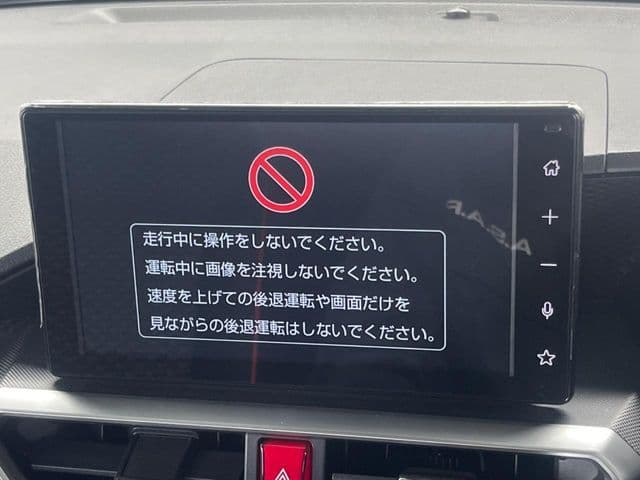 走行中に操作をしないでください。
運転中に画像を注視しないでください。
速度を上げての後退運転や画面だけを
見ながらの後退運転はしないでください。